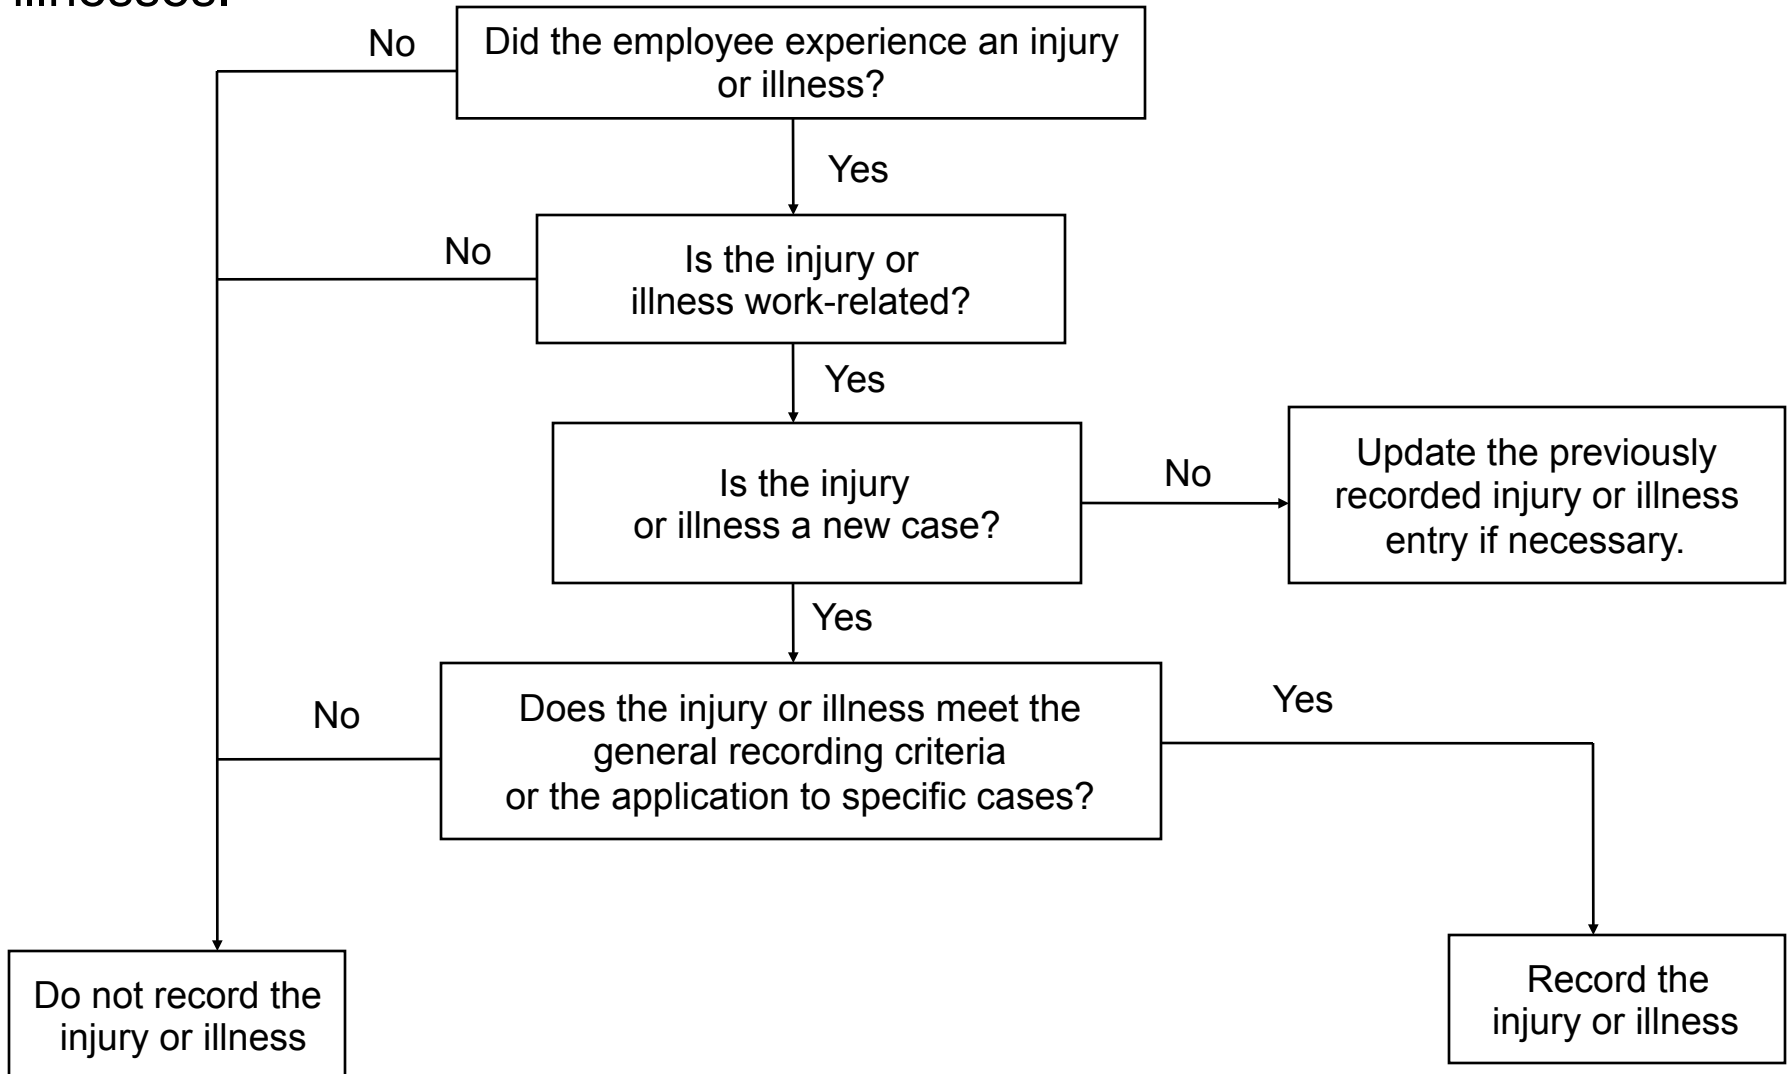 illnesses.
No
Did the employee experience an injury
or illness?
Yes
No
Is the injury or
illness work-related?
Yes
Is the injury
or illness a new case?
No
Update the previously
recorded injury or illness
entry if necessary.
Yes
No
Does the injury or illness meet the
general recording criteria
or the application to specific cases?
Yes
Do not record the
injury or illness
Record the
injury or illness